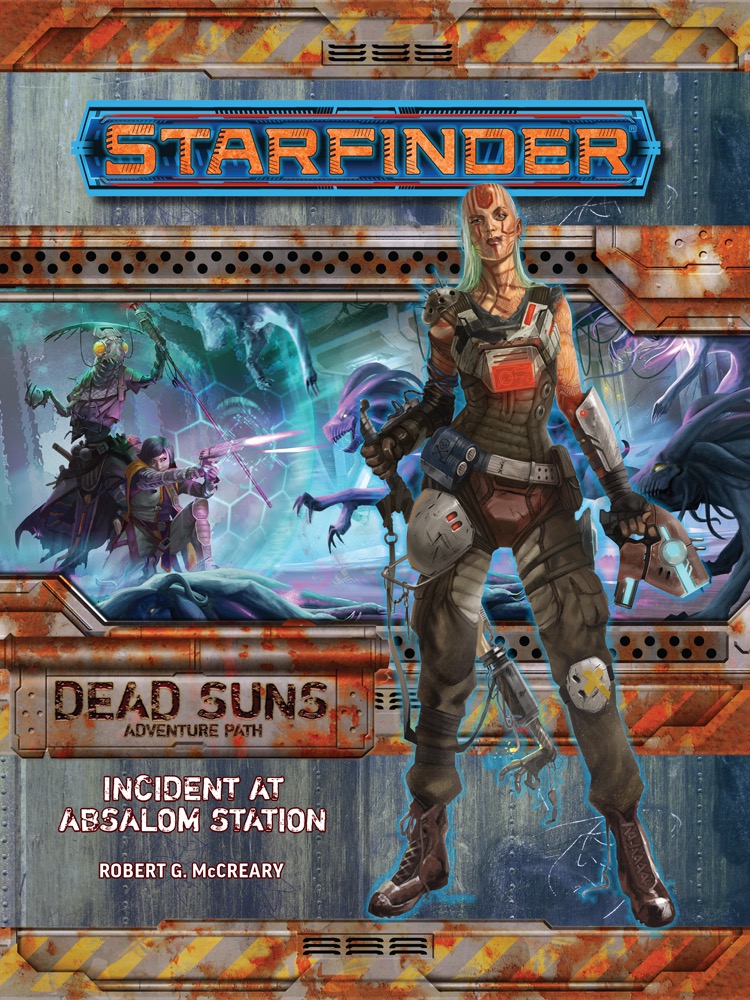 STARFINDER®
DEAD SUNS
ADVENTURE PATH
INCIDENT AT
ABSALOM STATION
ROBERT G. McCREARY